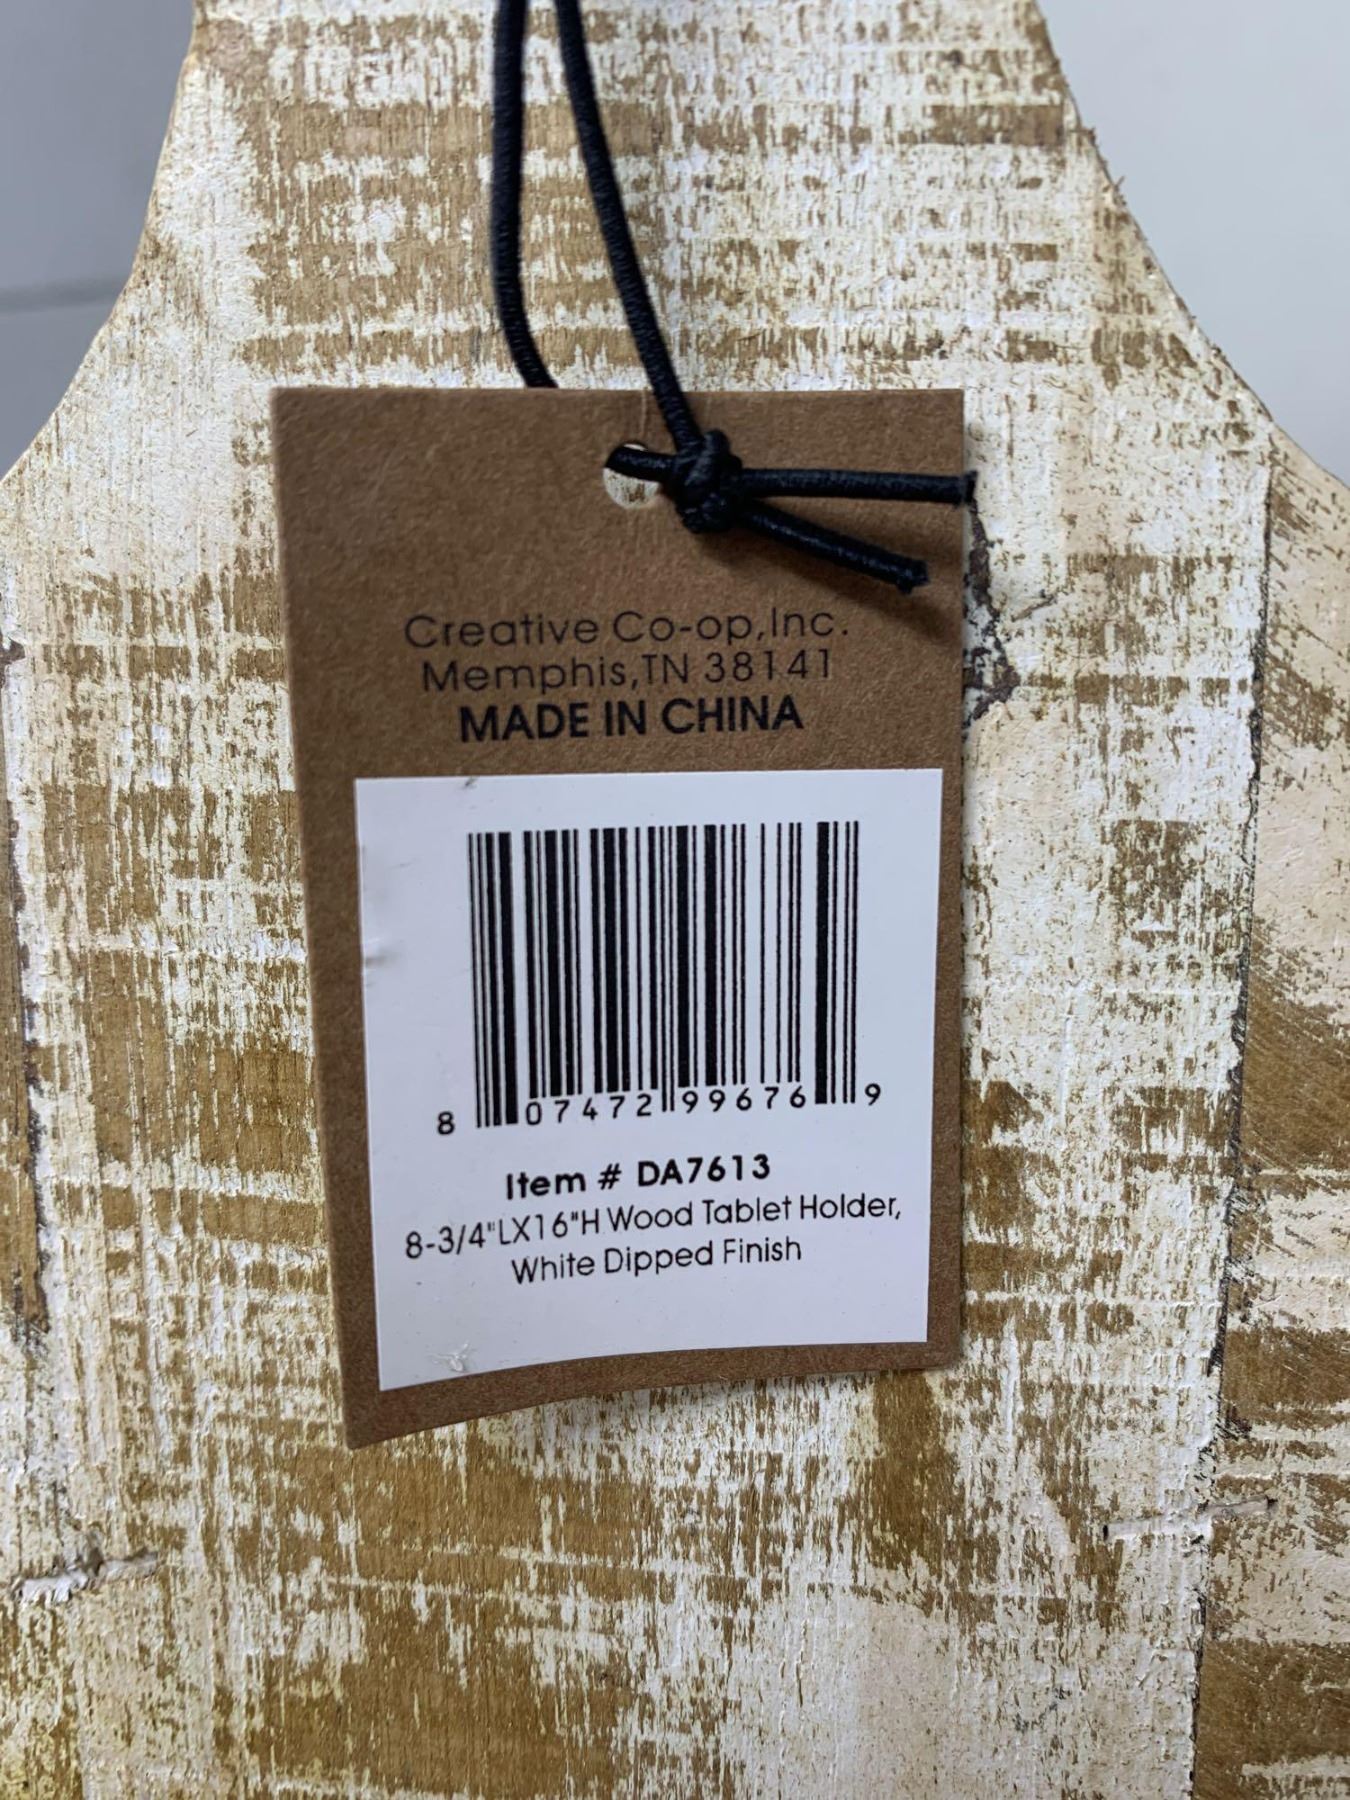 Creative Co-op,Inc.
Memphis,TN 38141
MADE IN CHINA
8 07472 99676 9
Item # DA7613
8-3/4"LX16"H Wood Tablet Holder,
White Dipped Finish